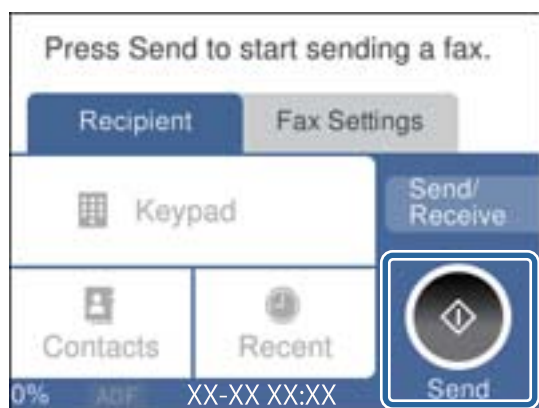 Press Send to start sending a fax.
Recipient
Fax Settings
Keypad
Send/
Receive
Contacts
Recent
Send
0%
ADF
XX-XX XX:XX